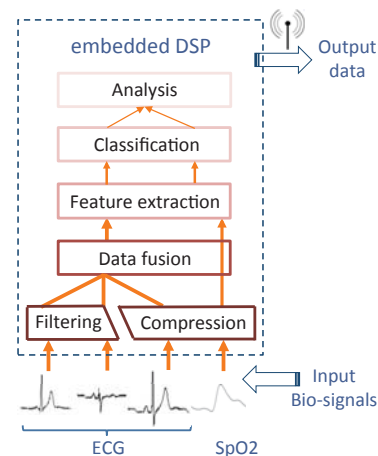 embedded DSP
Output
data
Analysis
Classification
Feature extraction
Data fusion
Filtering
Compression
Input
Bio-signals
ECG
SpO2